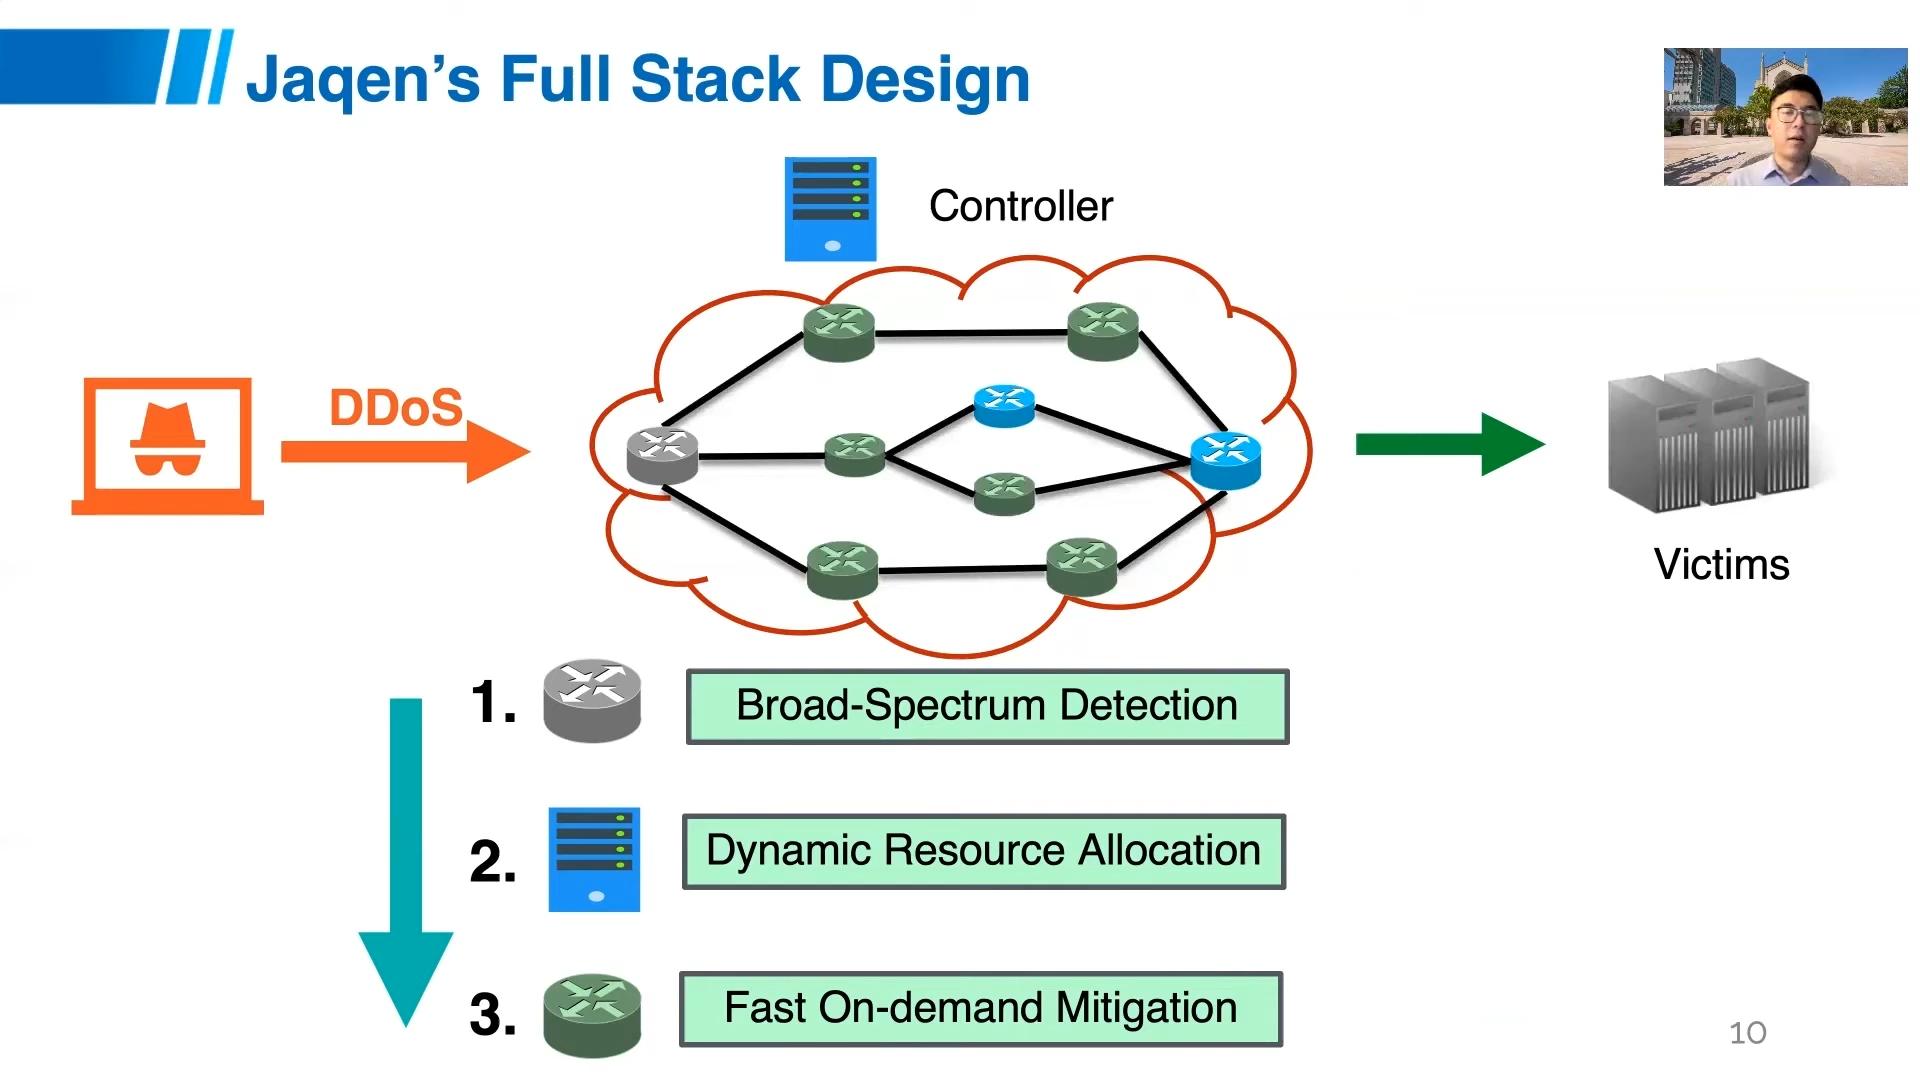 Jaqen’s Full Stack Design
Controller
DDoS
Victims
1.
Broad-Spectrum Detection
2.
Dynamic Resource Allocation
3.
Fast On-demand Mitigation
10